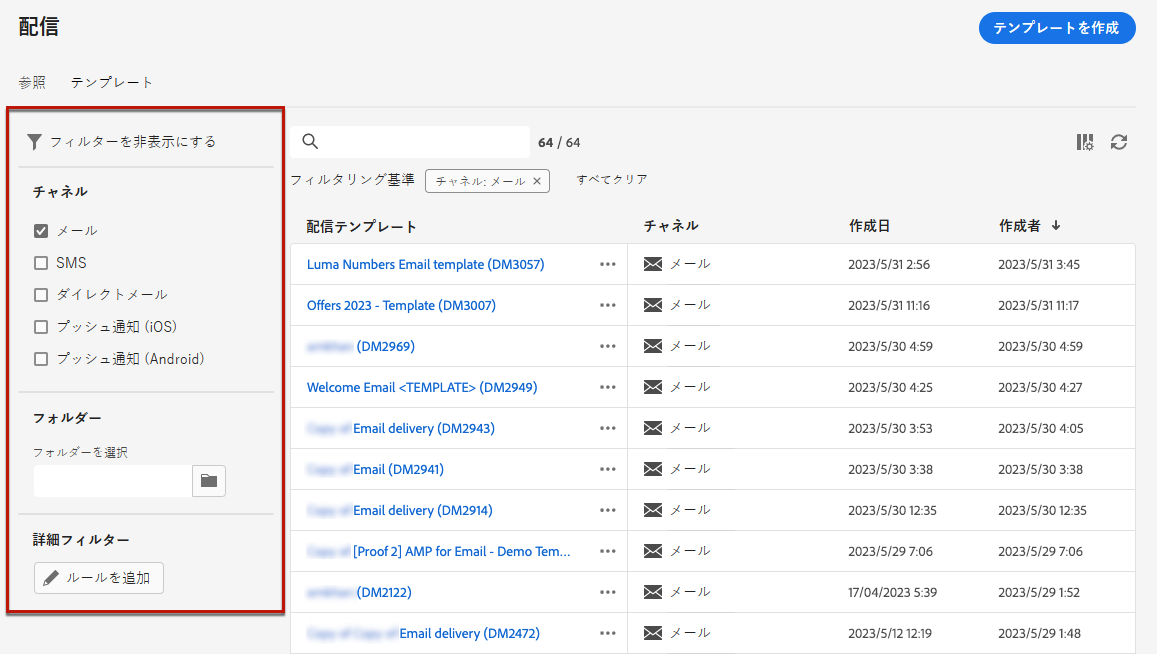 配信
テンプレートを作成
参照 テンプレート
フィルターを非表示にする
チャネル
メール
SMS
ダイレクトメール
プッシュ通知 (iOS)
プッシュ通知 (Android)
フォルダー
フォルダーを選択
詳細フィルター
ルールを追加
64 / 64
フィルタリング基準 チャネル: メール × すべてクリア
配信テンプレート チャネル 作成日 作成者 ↓
Luma Numbers Email template (DM3057) ••• メール 2023/5/31 2:56 2023/5/31 3:45
Offers 2023 - Template (DM3007) ••• メール 2023/5/31 11:16 2023/5/31 11:17
(DM2969) ••• メール 2023/5/30 4:59 2023/5/30 4:59
Welcome Email <TEMPLATE> (DM2949) ••• メール 2023/5/30 4:25 2023/5/30 4:27
Email delivery (DM2943) ••• メール 2023/5/30 3:53 2023/5/30 4:05
Email (DM2941) ••• メール 2023/5/30 3:38 2023/5/30 3:38
Email delivery (DM2914) ••• メール 2023/5/30 12:35 2023/5/30 12:35
[Proof 2] AMP for Email - Demo Tem... ••• メール 2023/5/29 7:06 2023/5/29 7:06
(DM2122) ••• メール 17/04/2023 5:39 2023/5/29 1:52
Email delivery (DM2472) ••• メール 2023/5/12 12:19 2023/5/29 1:48